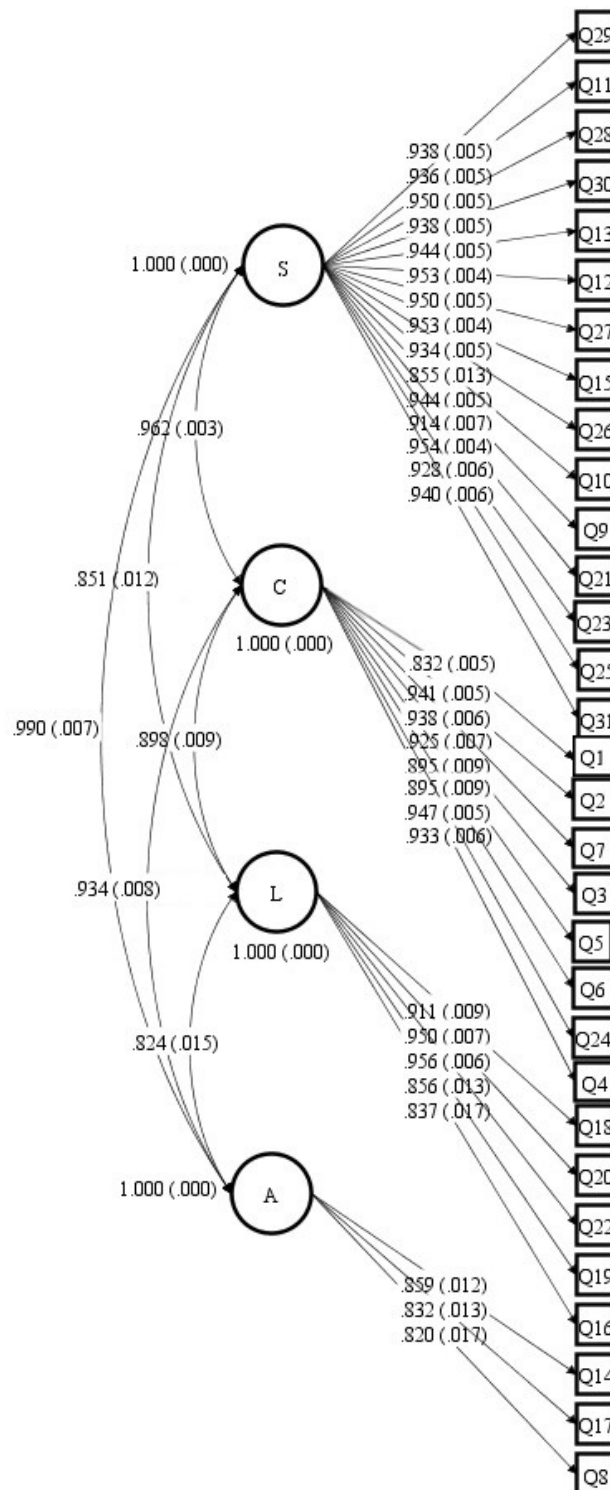 Q29
Q11
Q28
Q30
Q13
Q12
Q27
Q15
Q26
Q10
Q9
Q21
Q23
Q25
Q31
.938 (.005)
.936 (.005)
.950 (.005)
.938 (.005)
.944 (.005)
.953 (.004)
.950 (.005)
.953 (.004)
.934 (.005)
.855 (.013)
.944 (.005)
.914 (.007)
.954 (.004)
.928 (.006)
.940 (.006)
1.000 (.000)
S
.962 (.003)
.851 (.012)
C
1.000 (.000)
.832 (.005)
.941 (.005)
.938 (.006)
.925 (.007)
.895 (.009)
.895 (.009)
.947 (.005)
.933 (.006)
Q1
Q2
Q7
Q3
Q5
Q6
Q24
Q4
.990 (.007)
.898 (.009)
.934 (.008)
L
1.000 (.000)
.911 (.009)
.950 (.007)
.956 (.006)
.856 (.013)
.837 (.017)
Q18
Q20
Q22
Q19
Q16
.824 (.015)
1.000 (.000)
A
.859 (.012)
.832 (.013)
.820 (.017)
Q14
Q17
Q8